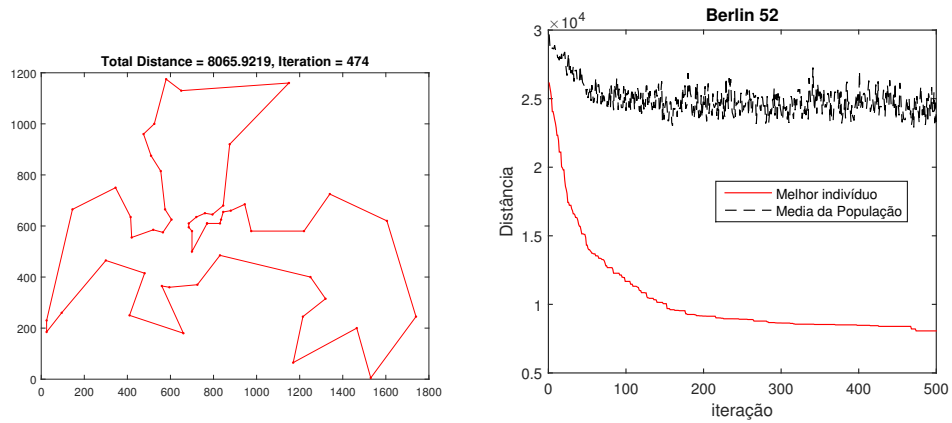 Total Distance = 8065.9219, Iteration = 474
1200
1000
800
600
400
200
0
0 200 400 600 800 1000 1200 1400 1600 1800
Berlin 52
×10⁴
3
2.5
2
1.5
1
0.5
Distância
Melhor indivíduo
Media da População
0 100 200 300 400 500
iteração